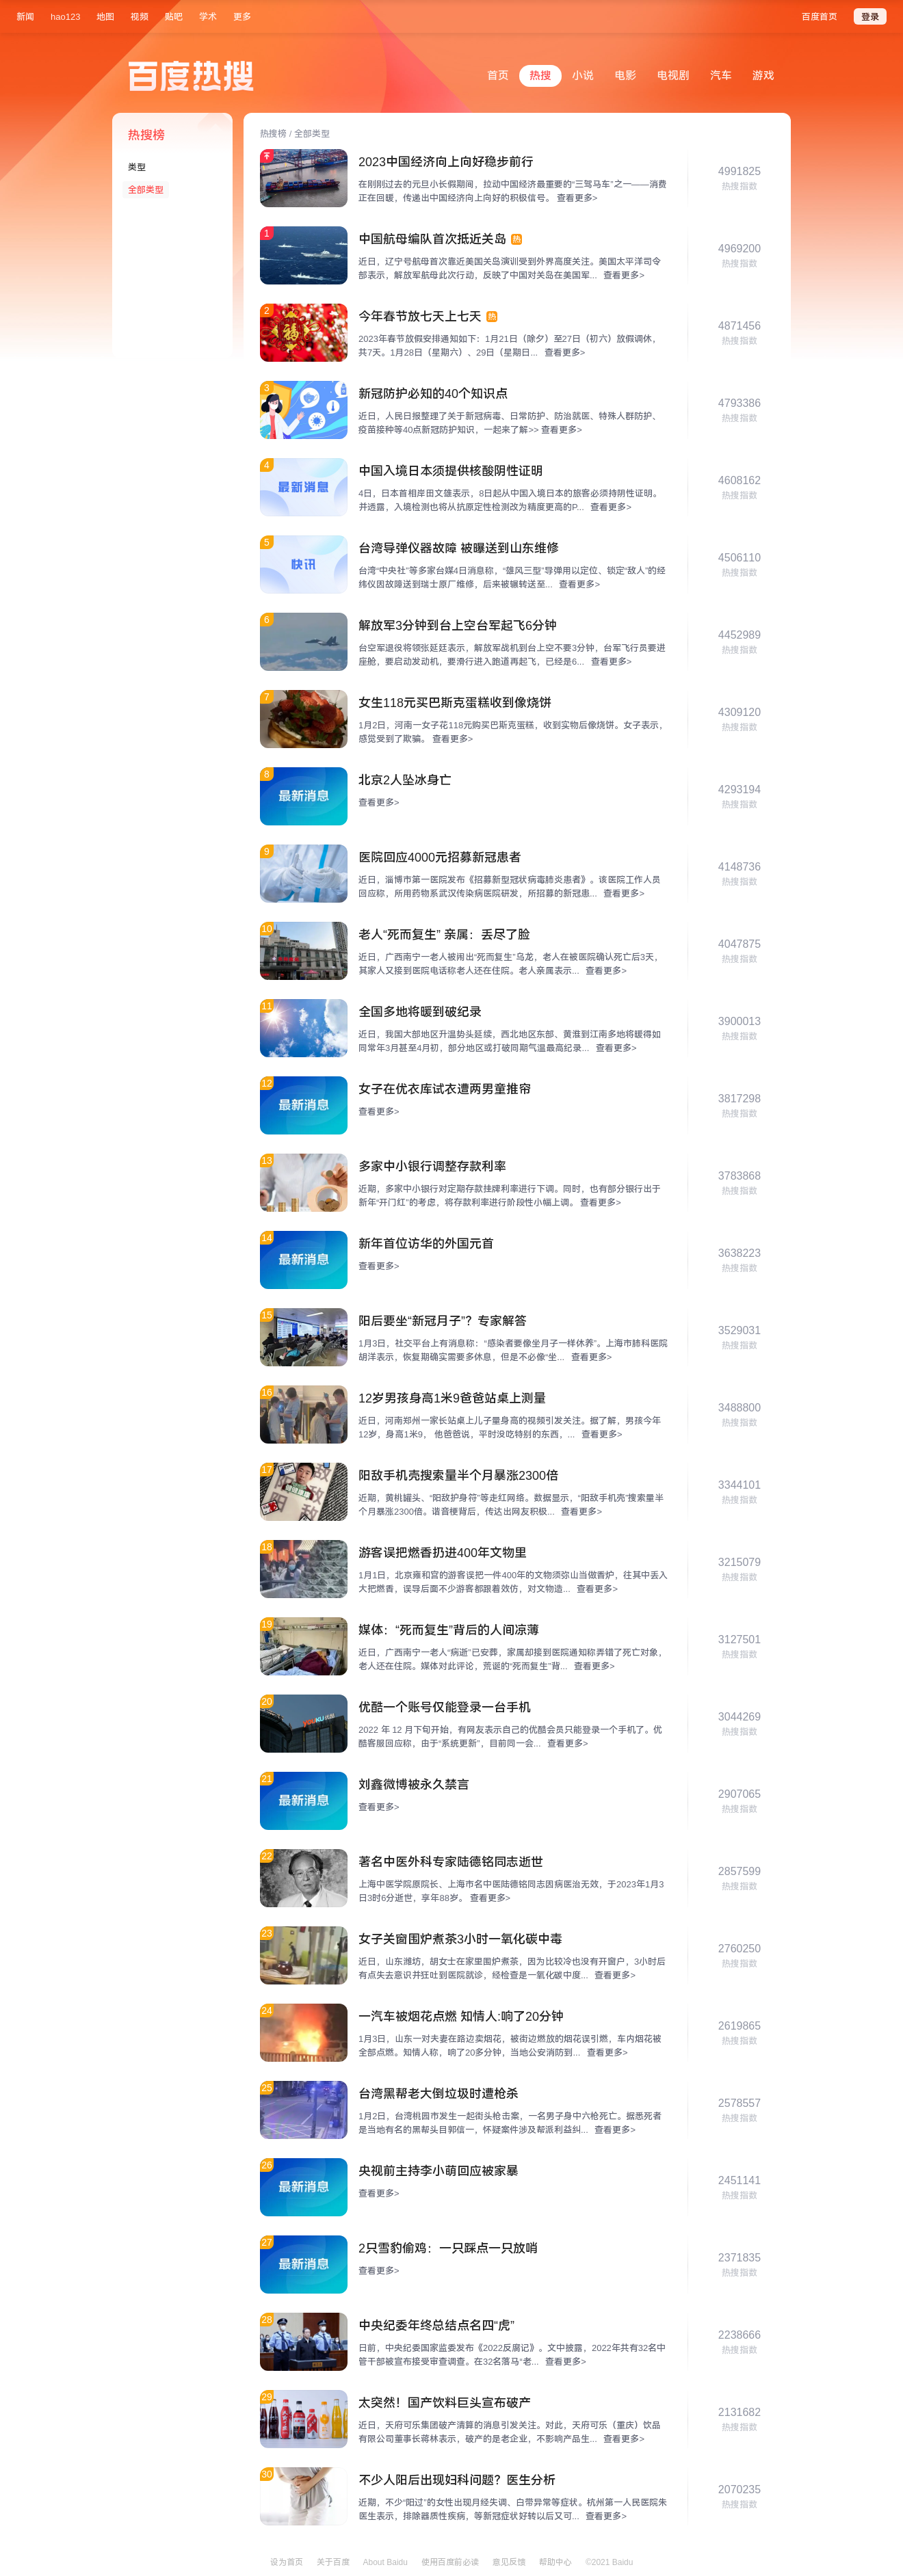 新闻 hao123 地图 视频 贴吧 学术 更多 百度首页 登录
百度热搜
首页 热搜 小说 电影 电视剧 汽车 游戏
热搜榜
类型
全部类型
热搜榜 / 全部类型
2023中国经济向上向好稳步前行
在刚刚过去的元旦小长假期间，拉动中国经济最重要的“三驾马车”之一——消费
正在回暖，传递出中国经济向上向好的积极信号。 查看更多>
4991825
热搜指数
1
中国航母编队首次抵近关岛 热
近日，辽宁号航母首次靠近美国关岛演训受到外界高度关注。美国太平洋司令
部表示，解放军航母此次行动，反映了中国对关岛在美国军... 查看更多>
4969200
热搜指数
2
今年春节放七天上七天 热
2023年春节放假安排通知如下：1月21日（除夕）至27日（初六）放假调休，
共7天。1月28日（星期六）、29日（星期日... 查看更多>
4871456
热搜指数
3
新冠防护必知的40个知识点
近日，人民日报整理了关于新冠病毒、日常防护、防治就医、特殊人群防护、
疫苗接种等40点新冠防护知识，一起来了解>> 查看更多>
4793386
热搜指数
4
最新消息
中国入境日本须提供核酸阴性证明
4日，日本首相岸田文雄表示，8日起从中国入境日本的旅客必须持阴性证明。
并透露，入境检测也将从抗原定性检测改为精度更高的P... 查看更多>
4608162
热搜指数
5
快讯
台湾导弹仪器故障 被曝送到山东维修
台湾“中央社”等多家台媒4日消息称，“雄风三型”导弹用以定位、锁定“敌人”的经
纬仪因故障送到瑞士原厂维修，后来被辗转送至... 查看更多>
4506110
热搜指数
6
解放军3分钟到台上空台军起飞6分钟
台空军退役将领张延廷表示，解放军战机到台上空不要3分钟，台军飞行员要进
座舱，要启动发动机，要滑行进入跑道再起飞，已经是6... 查看更多>
4452989
热搜指数
7
女生118元买巴斯克蛋糕收到像烧饼
1月2日，河南一女子花118元购买巴斯克蛋糕，收到实物后像烧饼。女子表示，
感觉受到了欺骗。 查看更多>
4309120
热搜指数
8
最新消息
北京2人坠冰身亡
查看更多>
4293194
热搜指数
9
医院回应4000元招募新冠患者
近日，淄博市第一医院发布《招募新型冠状病毒肺炎患者》。该医院工作人员
回应称，所用药物系武汉传染病医院研发，所招募的新冠患... 查看更多>
4148736
热搜指数
10
老人“死而复生” 亲属：丢尽了脸
近日，广西南宁一老人被闹出“死而复生”乌龙，老人在被医院确认死亡后3天，
其家人又接到医院电话称老人还在住院。老人亲属表示... 查看更多>
4047875
热搜指数
11
全国多地将暖到破纪录
近日，我国大部地区升温势头延续，西北地区东部、黄淮到江南多地将暖得如
同常年3月甚至4月初，部分地区或打破同期气温最高纪录... 查看更多>
3900013
热搜指数
12
最新消息
女子在优衣库试衣遭两男童推帘
查看更多>
3817298
热搜指数
13
多家中小银行调整存款利率
近期，多家中小银行对定期存款挂牌利率进行下调。同时，也有部分银行出于
新年“开门红”的考虑，将存款利率进行阶段性小幅上调。 查看更多>
3783868
热搜指数
14
最新消息
新年首位访华的外国元首
查看更多>
3638223
热搜指数
15
阳后要坐“新冠月子”？专家解答
1月3日，社交平台上有消息称：“感染者要像坐月子一样休养”。上海市肺科医院
胡洋表示，恢复期确实需要多休息，但是不必像“坐... 查看更多>
3529031
热搜指数
16
12岁男孩身高1米9爸爸站桌上测量
近日，河南郑州一家长站桌上儿子量身高的视频引发关注。据了解，男孩今年
12岁，身高1米9， 他爸爸说，平时没吃特别的东西，... 查看更多>
3488800
热搜指数
17
阳敌手机壳搜索量半个月暴涨2300倍
近期，黄桃罐头、“阳敌护身符”等走红网络。数据显示，“阳敌手机壳”搜索量半
个月暴涨2300倍。谐音梗背后，传达出网友积极... 查看更多>
3344101
热搜指数
18
游客误把燃香扔进400年文物里
1月1日，北京雍和宫的游客误把一件400年的文物须弥山当做香炉，往其中丢入
大把燃香，误导后面不少游客都跟着效仿，对文物造... 查看更多>
3215079
热搜指数
19
媒体：“死而复生”背后的人间凉薄
近日，广西南宁一老人“病逝”已安葬，家属却接到医院通知称弄错了死亡对象，
老人还在住院。媒体对此评论，荒诞的“死而复生”背... 查看更多>
3127501
热搜指数
20
优酷一个账号仅能登录一台手机
2022 年 12 月下旬开始，有网友表示自己的优酷会员只能登录一个手机了。优
酷客服回应称，由于“系统更新”，目前同一会... 查看更多>
3044269
热搜指数
21
最新消息
刘鑫微博被永久禁言
查看更多>
2907065
热搜指数
22
著名中医外科专家陆德铭同志逝世
上海中医学院原院长、上海市名中医陆德铭同志因病医治无效，于2023年1月3
日3时6分逝世，享年88岁。 查看更多>
2857599
热搜指数
23
女子关窗围炉煮茶3小时一氧化碳中毒
近日，山东潍坊，胡女士在家里围炉煮茶，因为比较冷也没有开窗户，3小时后
有点失去意识并狂吐到医院就诊，经检查是一氧化碳中度... 查看更多>
2760250
热搜指数
24
一汽车被烟花点燃 知情人:响了20分钟
1月3日，山东一对夫妻在路边卖烟花，被街边燃放的烟花误引燃，车内烟花被
全部点燃。知情人称，响了20多分钟，当地公安消防到... 查看更多>
2619865
热搜指数
25
台湾黑帮老大倒垃圾时遭枪杀
1月2日，台湾桃园市发生一起街头枪击案，一名男子身中六枪死亡。据悉死者
是当地有名的黑帮头目郭信一，怀疑案件涉及帮派利益纠... 查看更多>
2578557
热搜指数
26
最新消息
央视前主持李小萌回应被家暴
查看更多>
2451141
热搜指数
27
最新消息
2只雪豹偷鸡：一只踩点一只放哨
查看更多>
2371835
热搜指数
28
中央纪委年终总结点名四“虎”
日前，中央纪委国家监委发布《2022反腐记》。文中披露，2022年共有32名中
管干部被宣布接受审查调查。在32名落马“老... 查看更多>
2238666
热搜指数
29
太突然！国产饮料巨头宣布破产
近日，天府可乐集团破产清算的消息引发关注。对此，天府可乐（重庆）饮品
有限公司董事长蒋林表示，破产的是老企业，不影响产品生... 查看更多>
2131682
热搜指数
30
不少人阳后出现妇科问题？医生分析
近期，不少“阳过”的女性出现月经失调、白带异常等症状。杭州第一人民医院朱
医生表示，排除器质性疾病，等新冠症状好转以后又可... 查看更多>
2070235
热搜指数
设为首页 关于百度 About Baidu 使用百度前必读 意见反馈 帮助中心 ©2021 Baidu